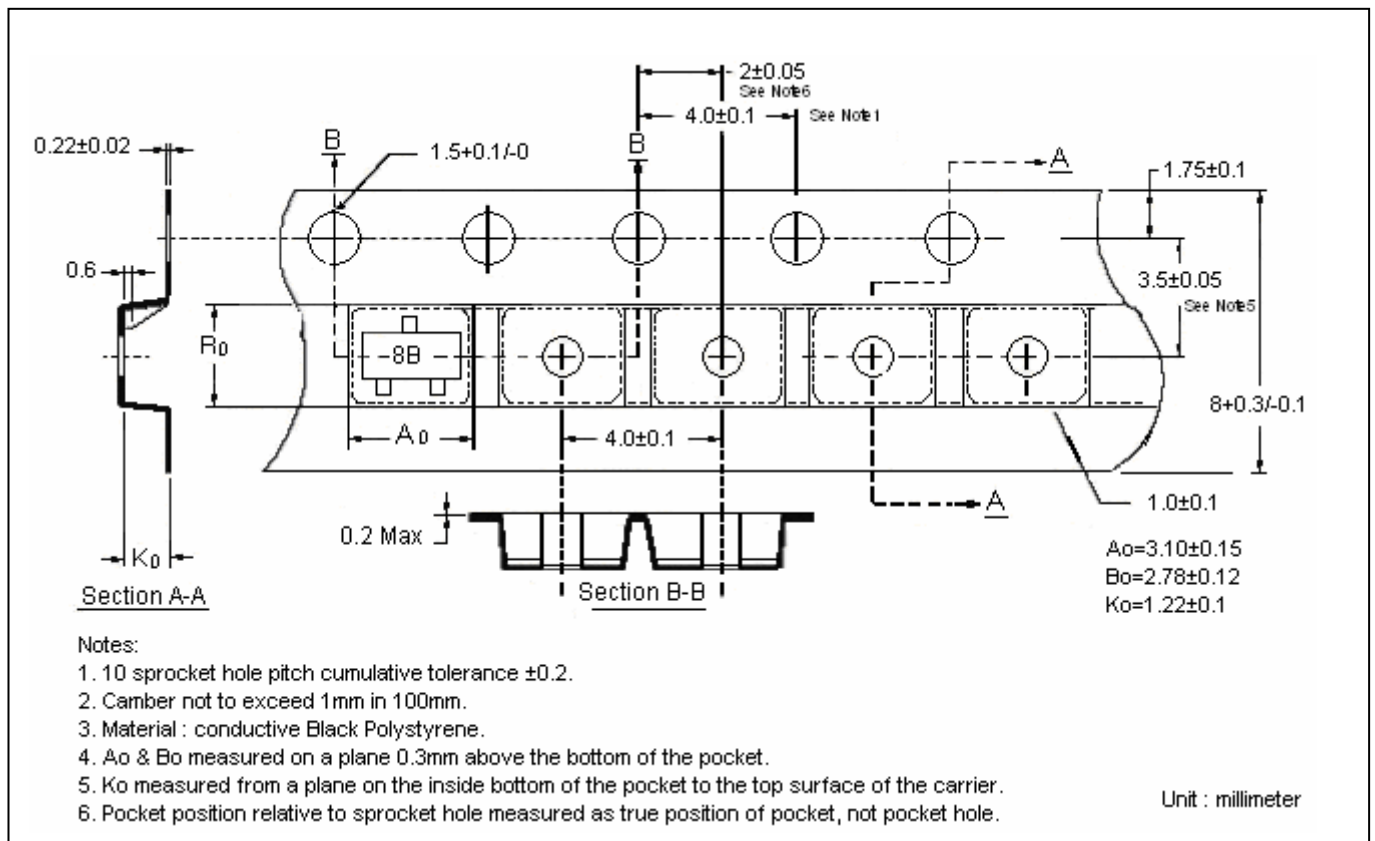 2±0.05
See Note6
4.0±0.1
See Note1
0.22±0.02
B
1.5+0.1/-0
B
A
1.75±0.1
0.6
3.5±0.05
See Note5
R0
8B
8+0.3/-0.1
A0
4.0±0.1
A
1.0±0.1
0.2 Max
K0
Section A-A
Section B-B
Ao=3.10±0.15
Bo=2.78±0.12
Ko=1.22±0.1
Notes:
1. 10 sprocket hole pitch cumulative tolerance ±0.2.
2. Camber not to exceed 1mm in 100mm.
3. Material : conductive Black Polystyrene.
4. Ao & Bo measured on a plane 0.3mm above the bottom of the pocket.
5. Ko measured from a plane on the inside bottom of the pocket to the top surface of the carrier.
6. Pocket position relative to sprocket hole measured as true position of pocket, not pocket hole.
Unit : millimeter